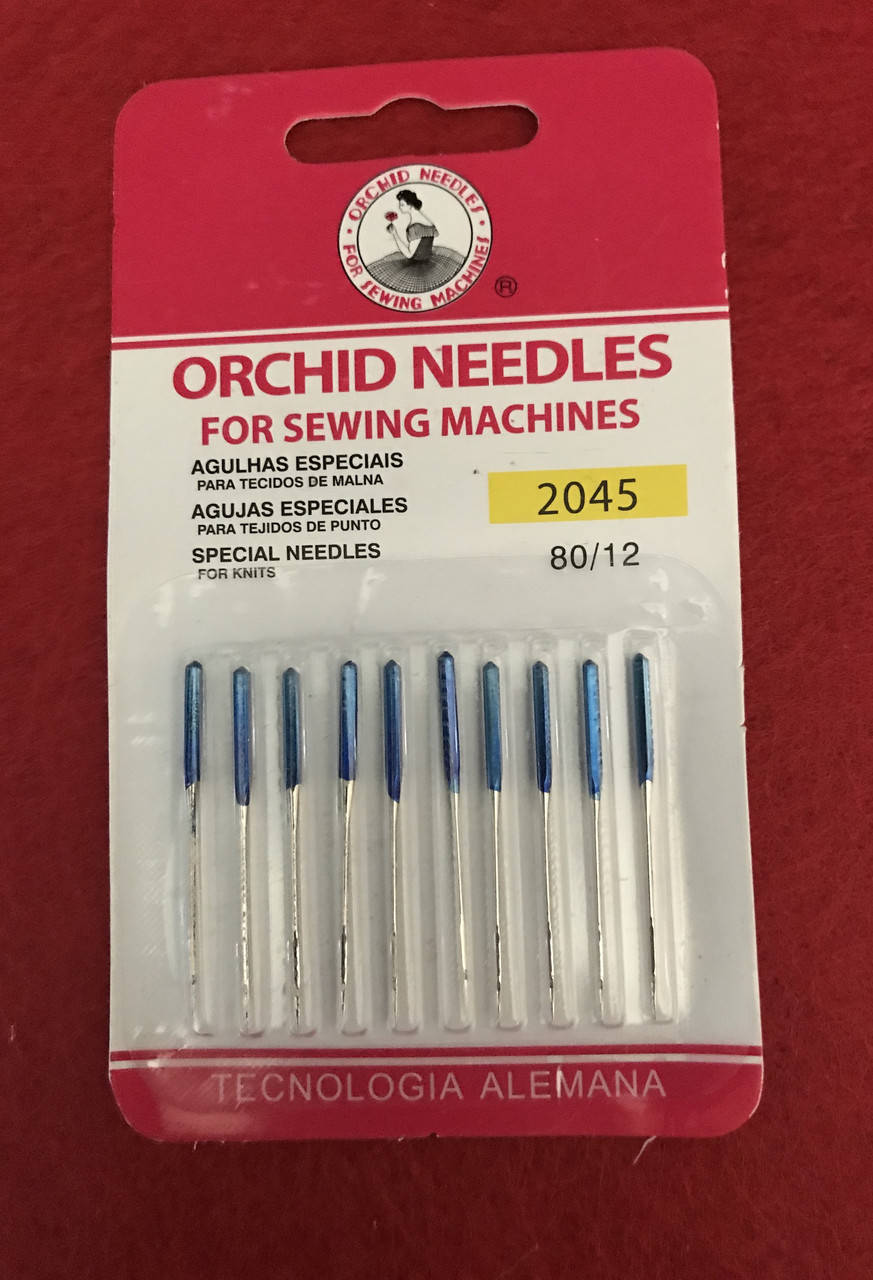 ORCHID NEEDLES
FOR SEWING MACHINES
®
ORCHID NEEDLES
FOR SEWING MACHINES
AGULHAS ESPECIAIS
PARA TECIDOS DE MALNA
AGUJAS ESPECIALES
PARA TEJIDOS DE PUNTO
SPECIAL NEEDLES
FOR KNITS
2045
80/12
TECNOLOGIA ALEMANA